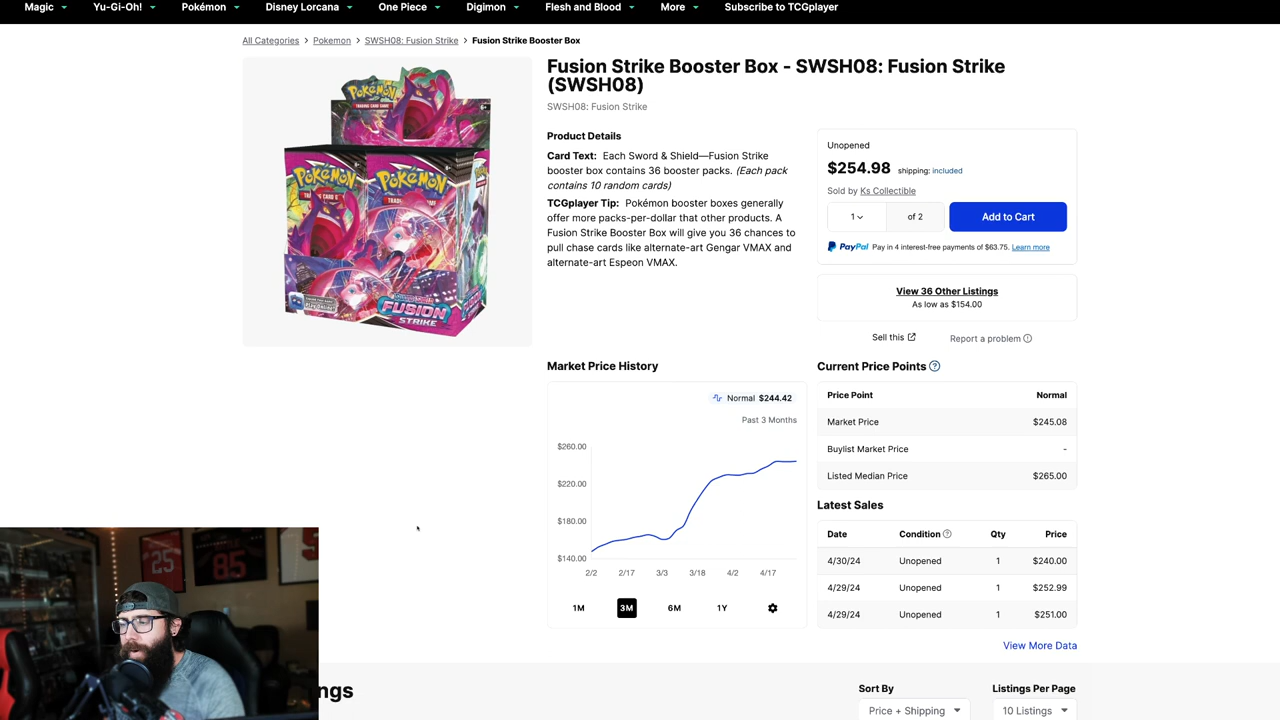 Magic Yu-Gi-Oh! Pokémon Disney Lorcana One Piece Digimon Flesh and Blood More Subscribe to TCGplayer
All Categories > Pokemon > SWSH08: Fusion Strike > Fusion Strike Booster Box
Fusion Strike Booster Box - SWSH08: Fusion Strike
(SWSH08)
SWSH08: Fusion Strike
Product Details
Card Text: Each Sword & Shield—Fusion Strike
booster box contains 36 booster packs. (Each pack
contains 10 random cards)
TCGplayer Tip: Pokémon booster boxes generally
offer more packs-per-dollar that other products. A
Fusion Strike Booster Box will give you 36 chances to
pull chase cards like alternate-art Gengar VMAX and
alternate-art Espeon VMAX.
Unopened
$254.98 shipping: included
Sold by Ks Collectible
1 of 2 Add to Cart
PayPal Pay in 4 interest-free payments of $63.75. Learn more
View 36 Other Listings
As low as $154.00
Sell this Report a problem
POKÉMON
POKÉMON
POKÉMON
FUSION
STRIKE
Market Price History
Normal $244.42
Past 3 Months
$260.00
$220.00
$180.00
$140.00
2/2 2/17 3/3 3/18 4/2 4/17
1M 3M 6M 1Y
Current Price Points
Price Point Normal
Market Price $245.08
Buylist Market Price -
Listed Median Price $265.00
Latest Sales
Date Condition Qty Price
4/30/24 Unopened 1 $240.00
4/29/24 Unopened 1 $252.99
4/29/24 Unopened 1 $251.00
View More Data
25
85
ngs
Sort By Listings Per Page
Price + Shipping 10 Listings